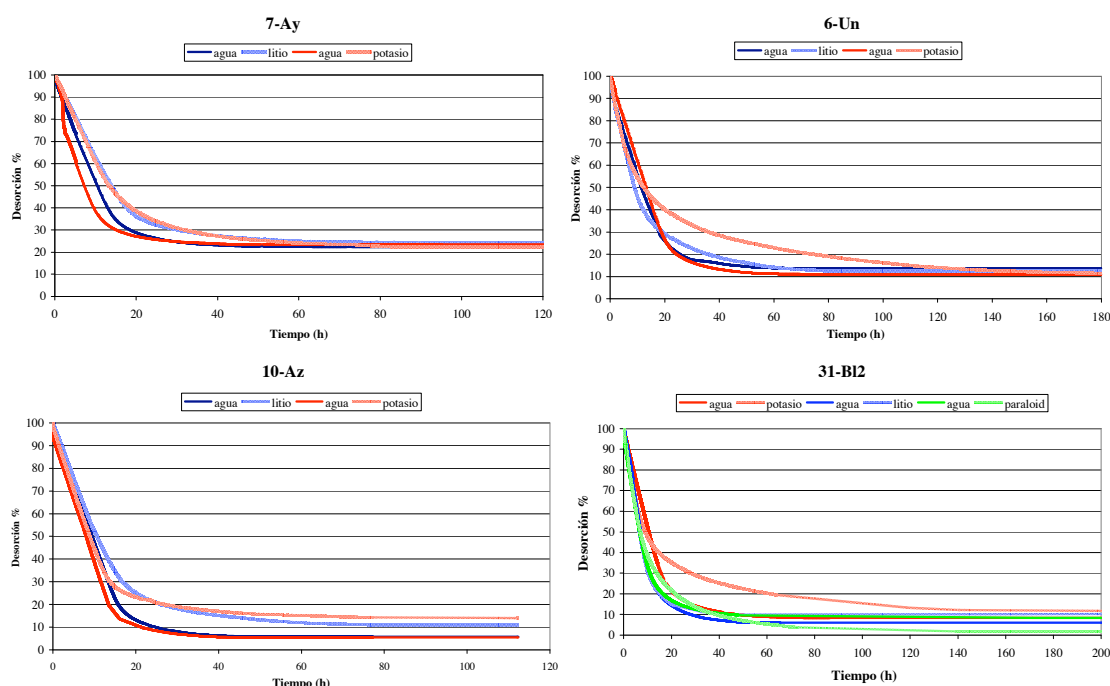 7-Ay
agua litio agua potasio
Desorción %
100
90
80
70
60
50
40
30
20
10
0
0 20 40 60 80 100 120
Tiempo (h)
6-Un
agua litio agua potasio
Desorción %
100
90
80
70
60
50
40
30
20
10
0
0 20 40 60 80 100 120 140 160 180
Tiempo (h)
10-Az
agua litio agua potasio
Desorción %
100
90
80
70
60
50
40
30
20
10
0
0 20 40 60 80 100 120
Tiempo (h)
31-Bl2
agua potasio agua litio agua paraloid
Desorción %
100
90
80
70
60
50
40
30
20
10
0
0 20 40 60 80 100 120 140 160 180 200
Tiempo (h)